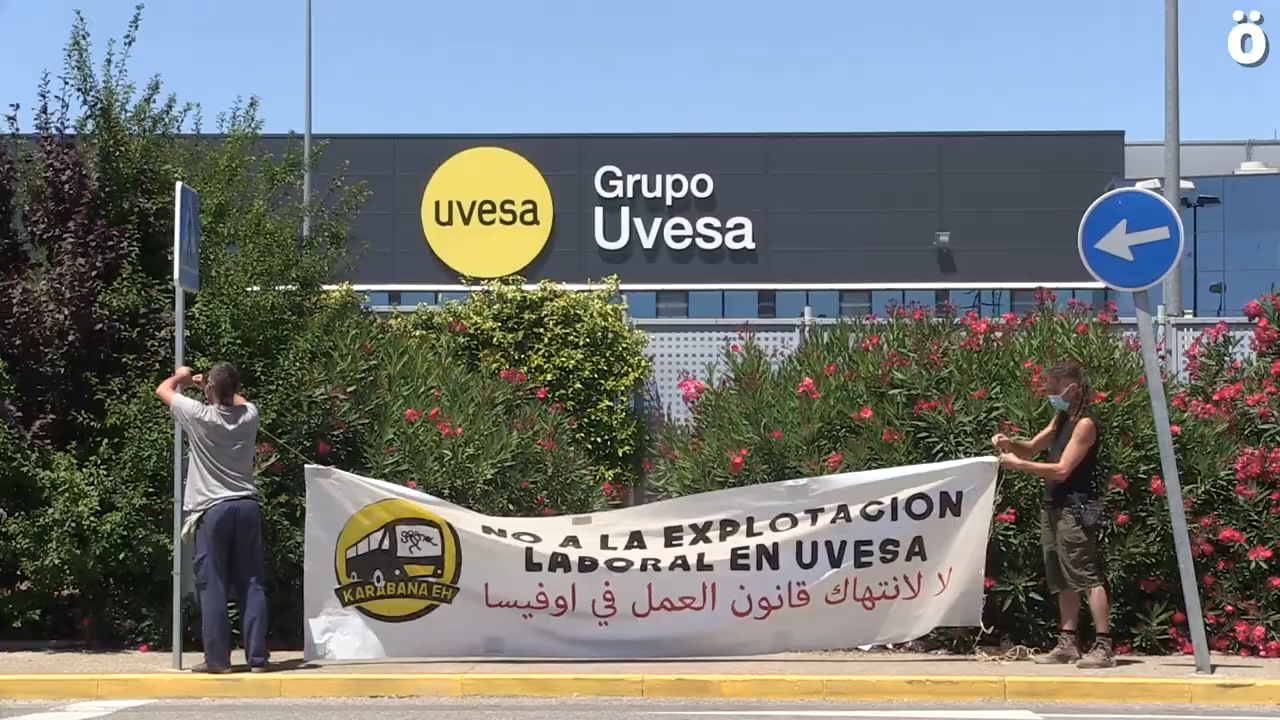 ö
uvesa
Grupo
Uvesa
NO A LA EXPLOTACION
LABORAL EN UVESA
لا لانتهاك قانون العمل في اوفيسا
KARABANA EH